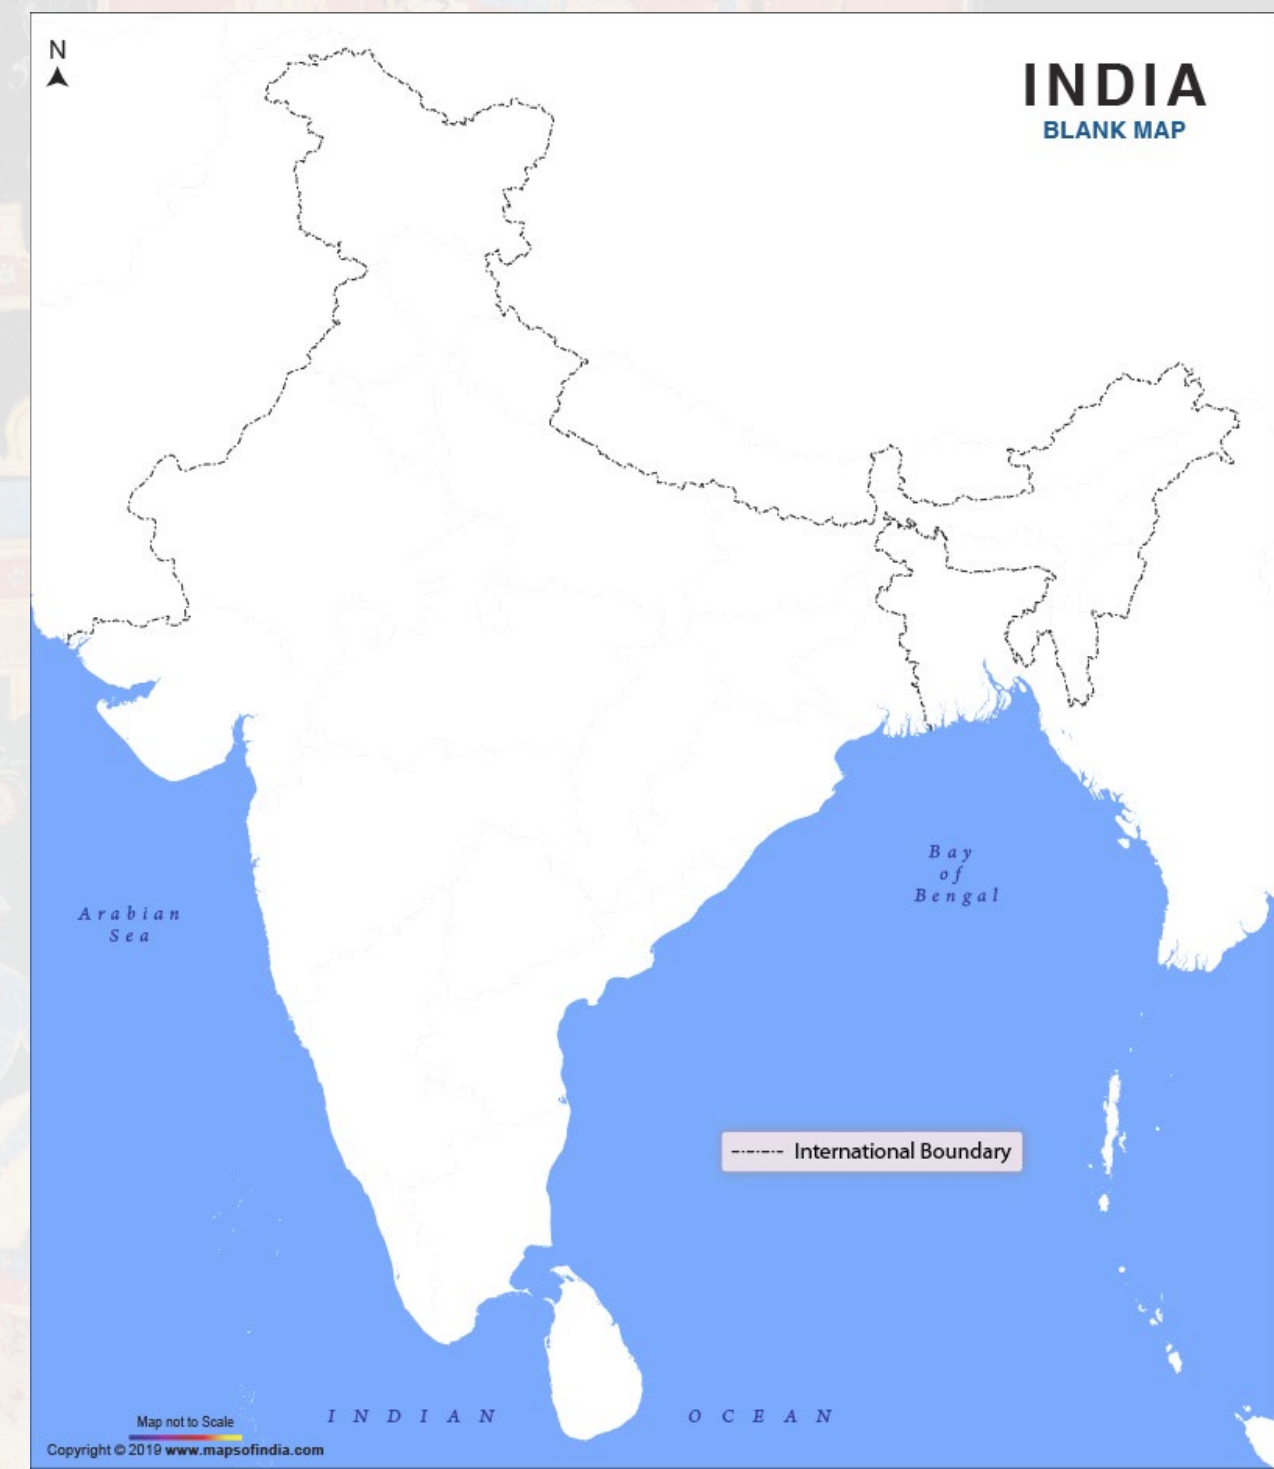 N
INDIA
BLANK MAP
Bay
of
Bengal
Arabian
Sea
International Boundary
INDIAN OCEAN
Map not to Scale
Copyright © 2019 www.mapsofindia.com